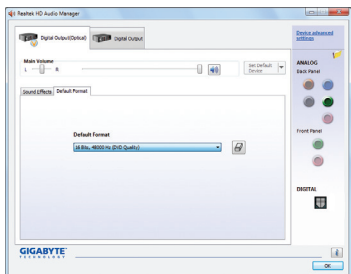 Realtek HD Audio Manager
Digital Output(Optical)
Digital Output
Device advanced
settings
Main Volume
L
R
Set Default
Device
ANALOG
Back Panel
Sound Effects
Default Format
Default Format
16 Bits, 48000 Hz (DVD Quality)
Front Panel
DIGITAL
GIGABYTE
TECHNOLOGY
OK